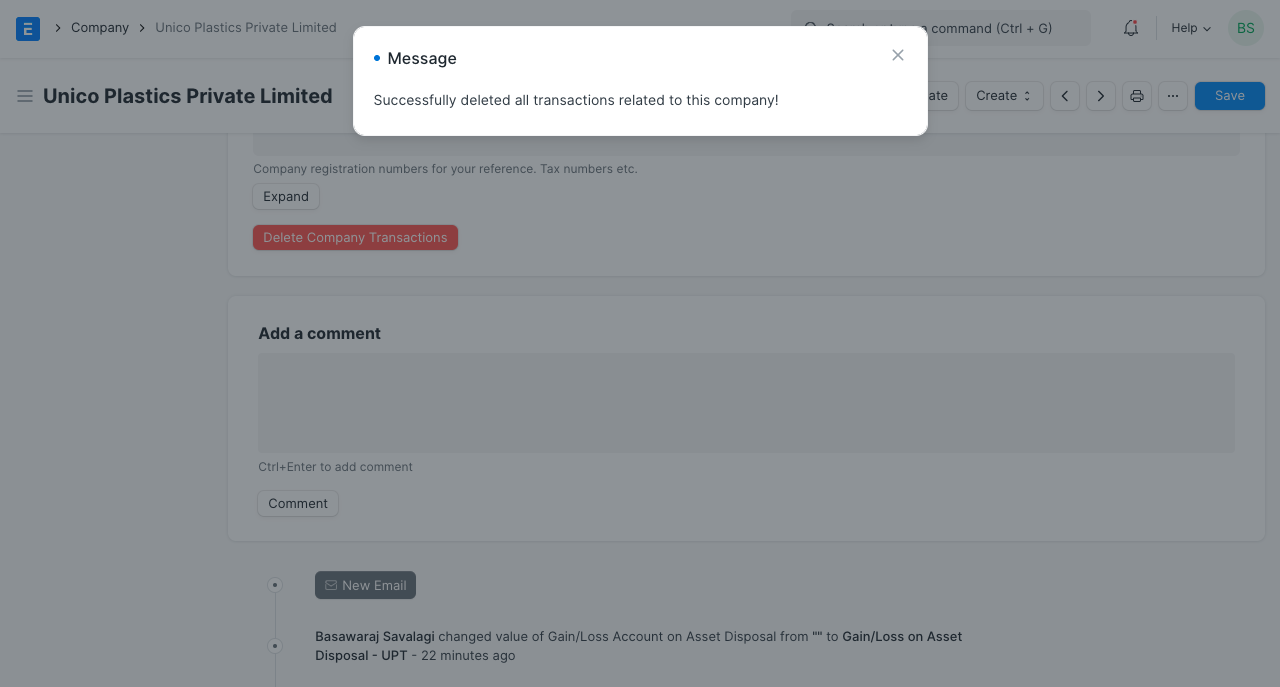 E
Company
Unico Plastics Private Limited
command (Ctrl + G)
Help
BS
Message
Successfully deleted all transactions related to this company!
Unico Plastics Private Limited
Create
Save
Company registration numbers for your reference. Tax numbers etc.
Expand
Delete Company Transactions
Add a comment
Ctrl+Enter to add comment
Comment
New Email
Basawaraj Savalagi changed value of Gain/Loss Account on Asset Disposal from "" to Gain/Loss on Asset
Disposal - UPT - 22 minutes ago